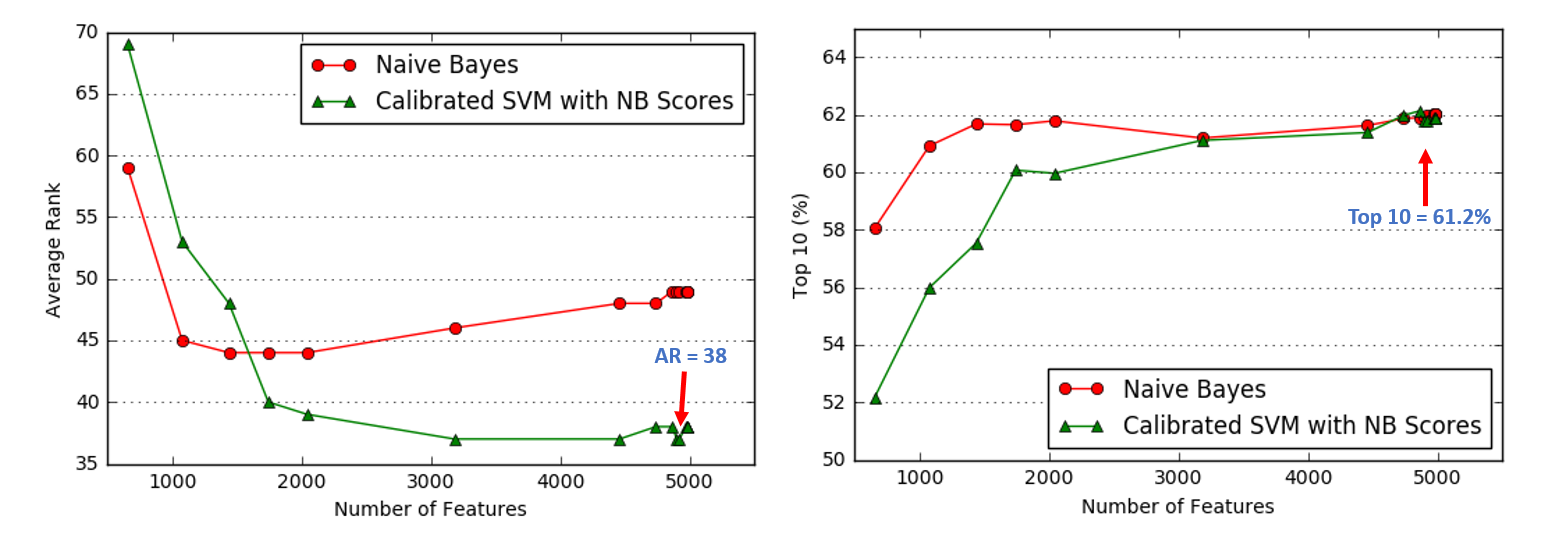 70
65
60
55
50
45
40
35
Average Rank
1000
2000
3000
4000
5000
Number of Features
Naive Bayes
Calibrated SVM with NB Scores
AR = 38
64
62
60
58
56
54
52
50
Top 10 (%)
1000
2000
3000
4000
5000
Number of Features
Top 10 = 61.2%
Naive Bayes
Calibrated SVM with NB Scores